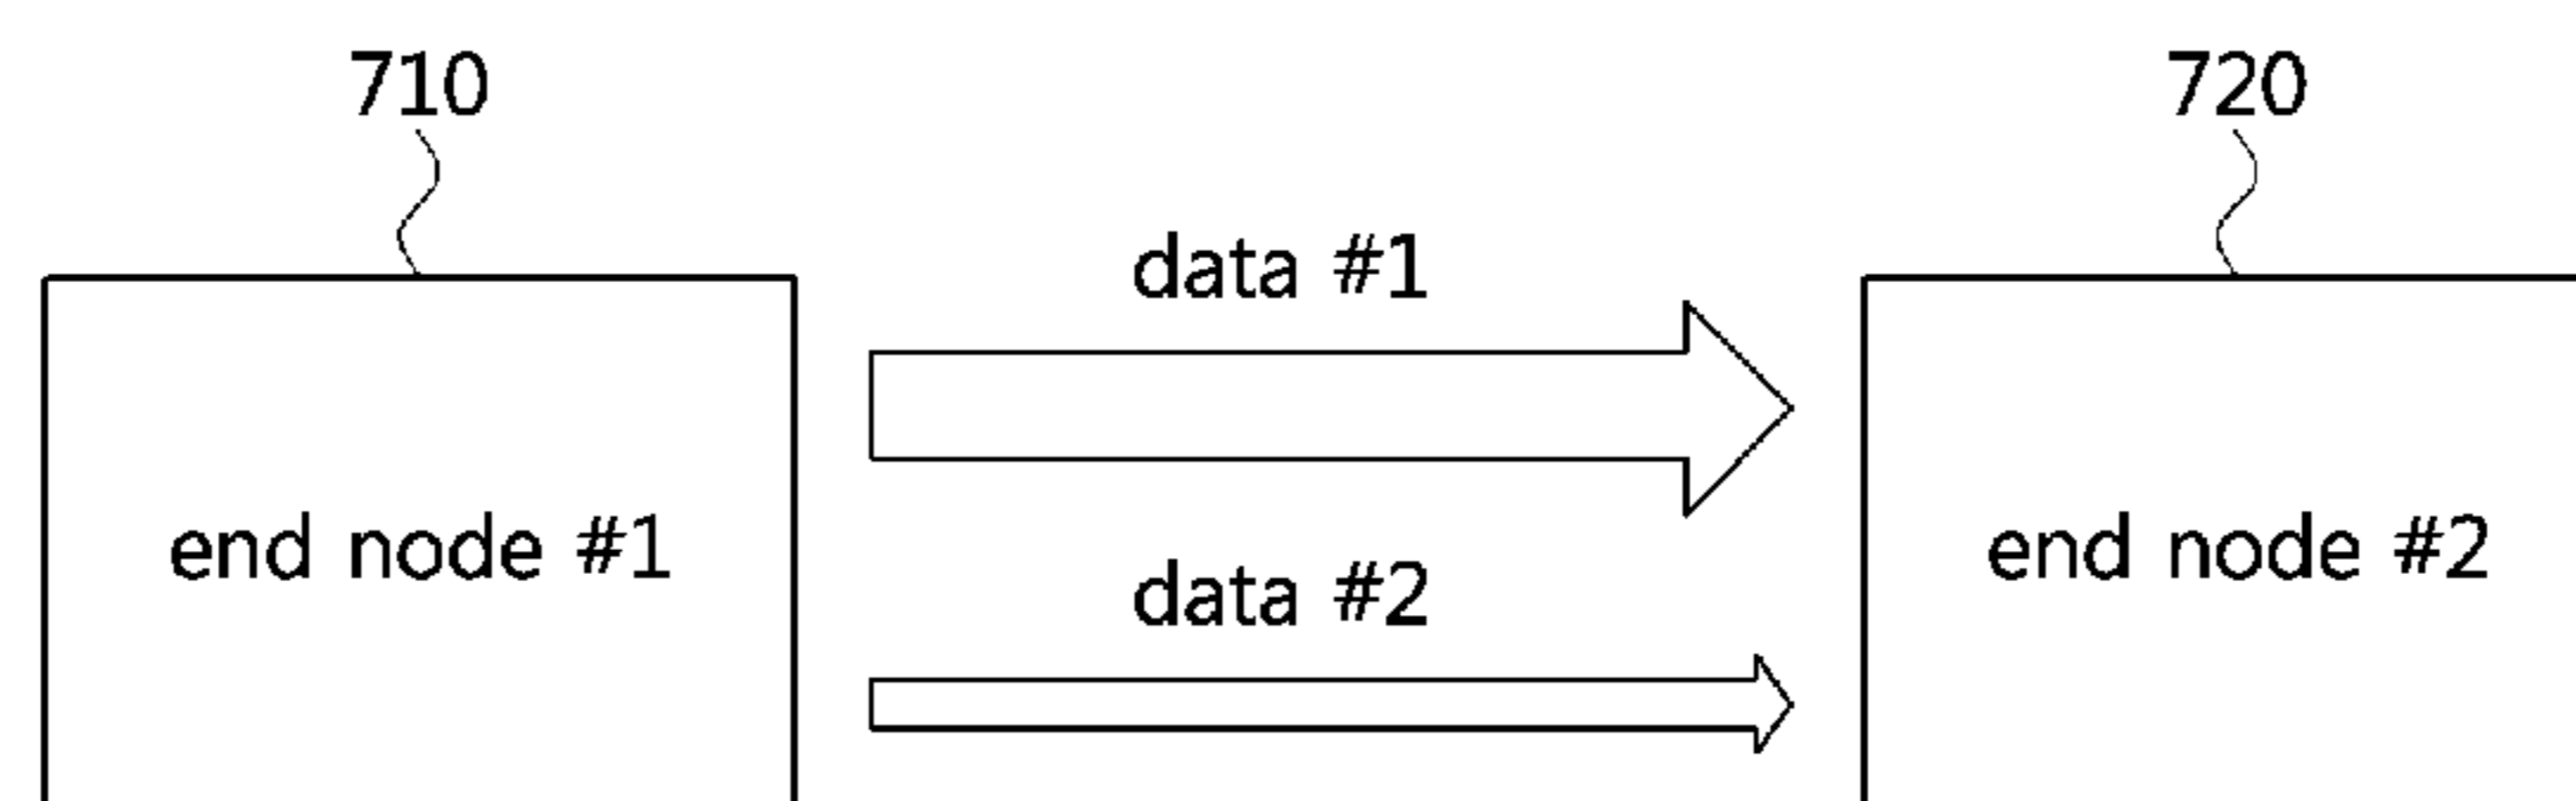 710
720
data #1
end node #1
end node #2
data #2